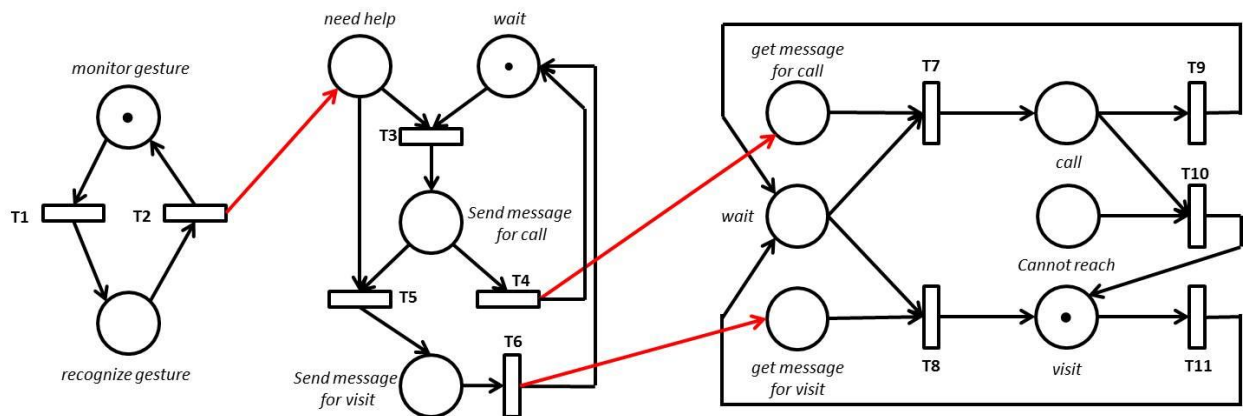 monitor gesture
T1
T2
recognize gesture
need help
wait
T3
Send message
for call
T5
T4
T6
Send message
for visit
get message
for call
T7
T9
call
T10
wait
Cannot reach
get message
for visit
T8
visit
T11